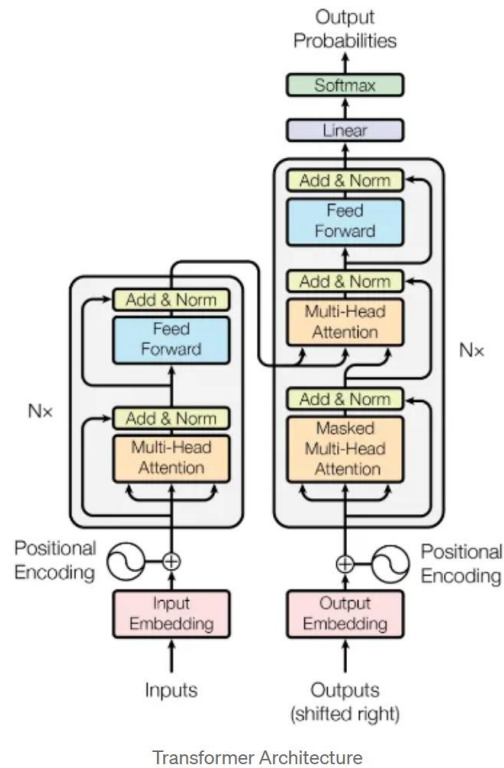 Output
Probabilities
Softmax
Linear
Add & Norm
Feed
Forward
Add & Norm
Multi-Head
Attention
Nx
Add & Norm
Masked
Multi-Head
Attention
Add & Norm
Feed
Forward
Nx
Add & Norm
Multi-Head
Attention
Positional
Encoding
Positional
Encoding
Input
Embedding
Output
Embedding
Inputs
Outputs
(shifted right)
Transformer Architecture